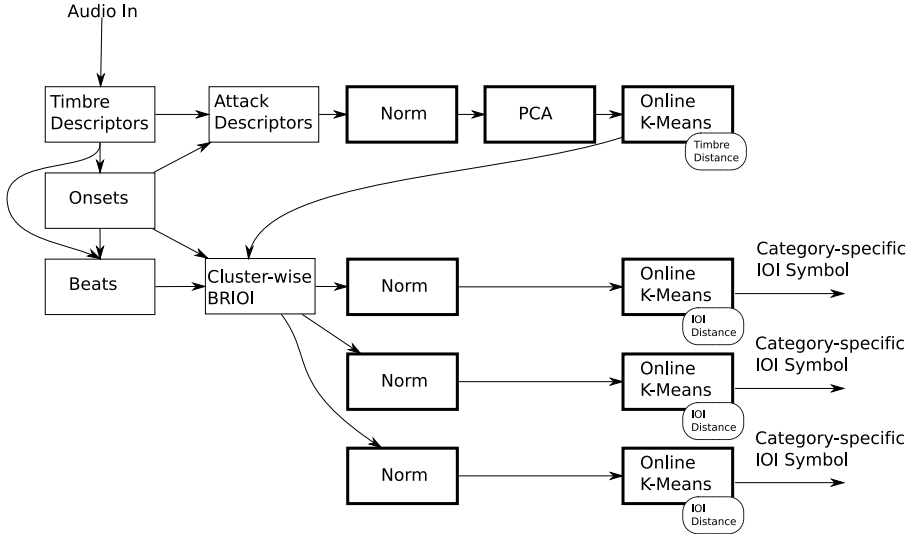 Audio In
Timbre
Descriptors
Attack
Descriptors
Norm
PCA
Online
K-Means
Timbre
Distance
Onsets
Beats
Cluster-wise
BRIOI
Norm
Online
K-Means
IOI
Distance
Category-specific
IOI Symbol
Norm
Online
K-Means
IOI
Distance
Category-specific
IOI Symbol
Norm
Online
K-Means
IOI
Distance
Category-specific
IOI Symbol